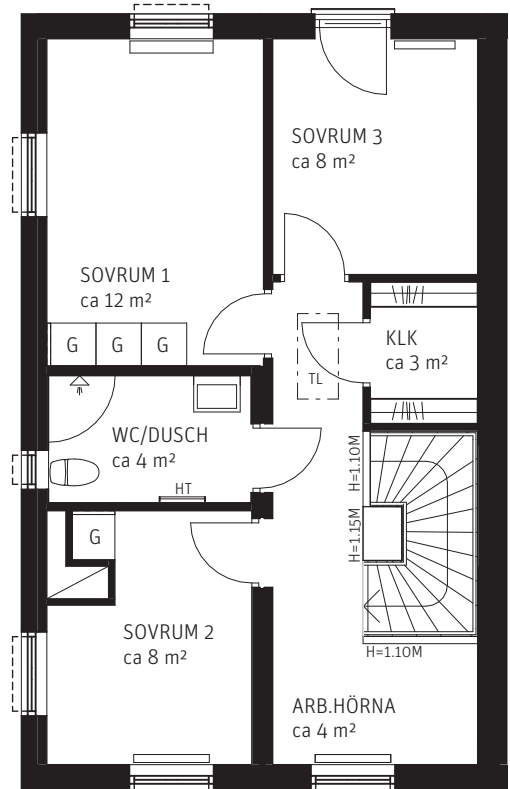 SOVRUM 3
ca 8 m²
SOVRUM 1
ca 12 m²
G G G
TL
KLK
ca 3 m²
WC/DUSCH
ca 4 m²
HT
H=1.10M
H=1.15M
G
SOVRUM 2
ca 8 m²
H=1.10M
ARB.HÖRNA
ca 4 m²